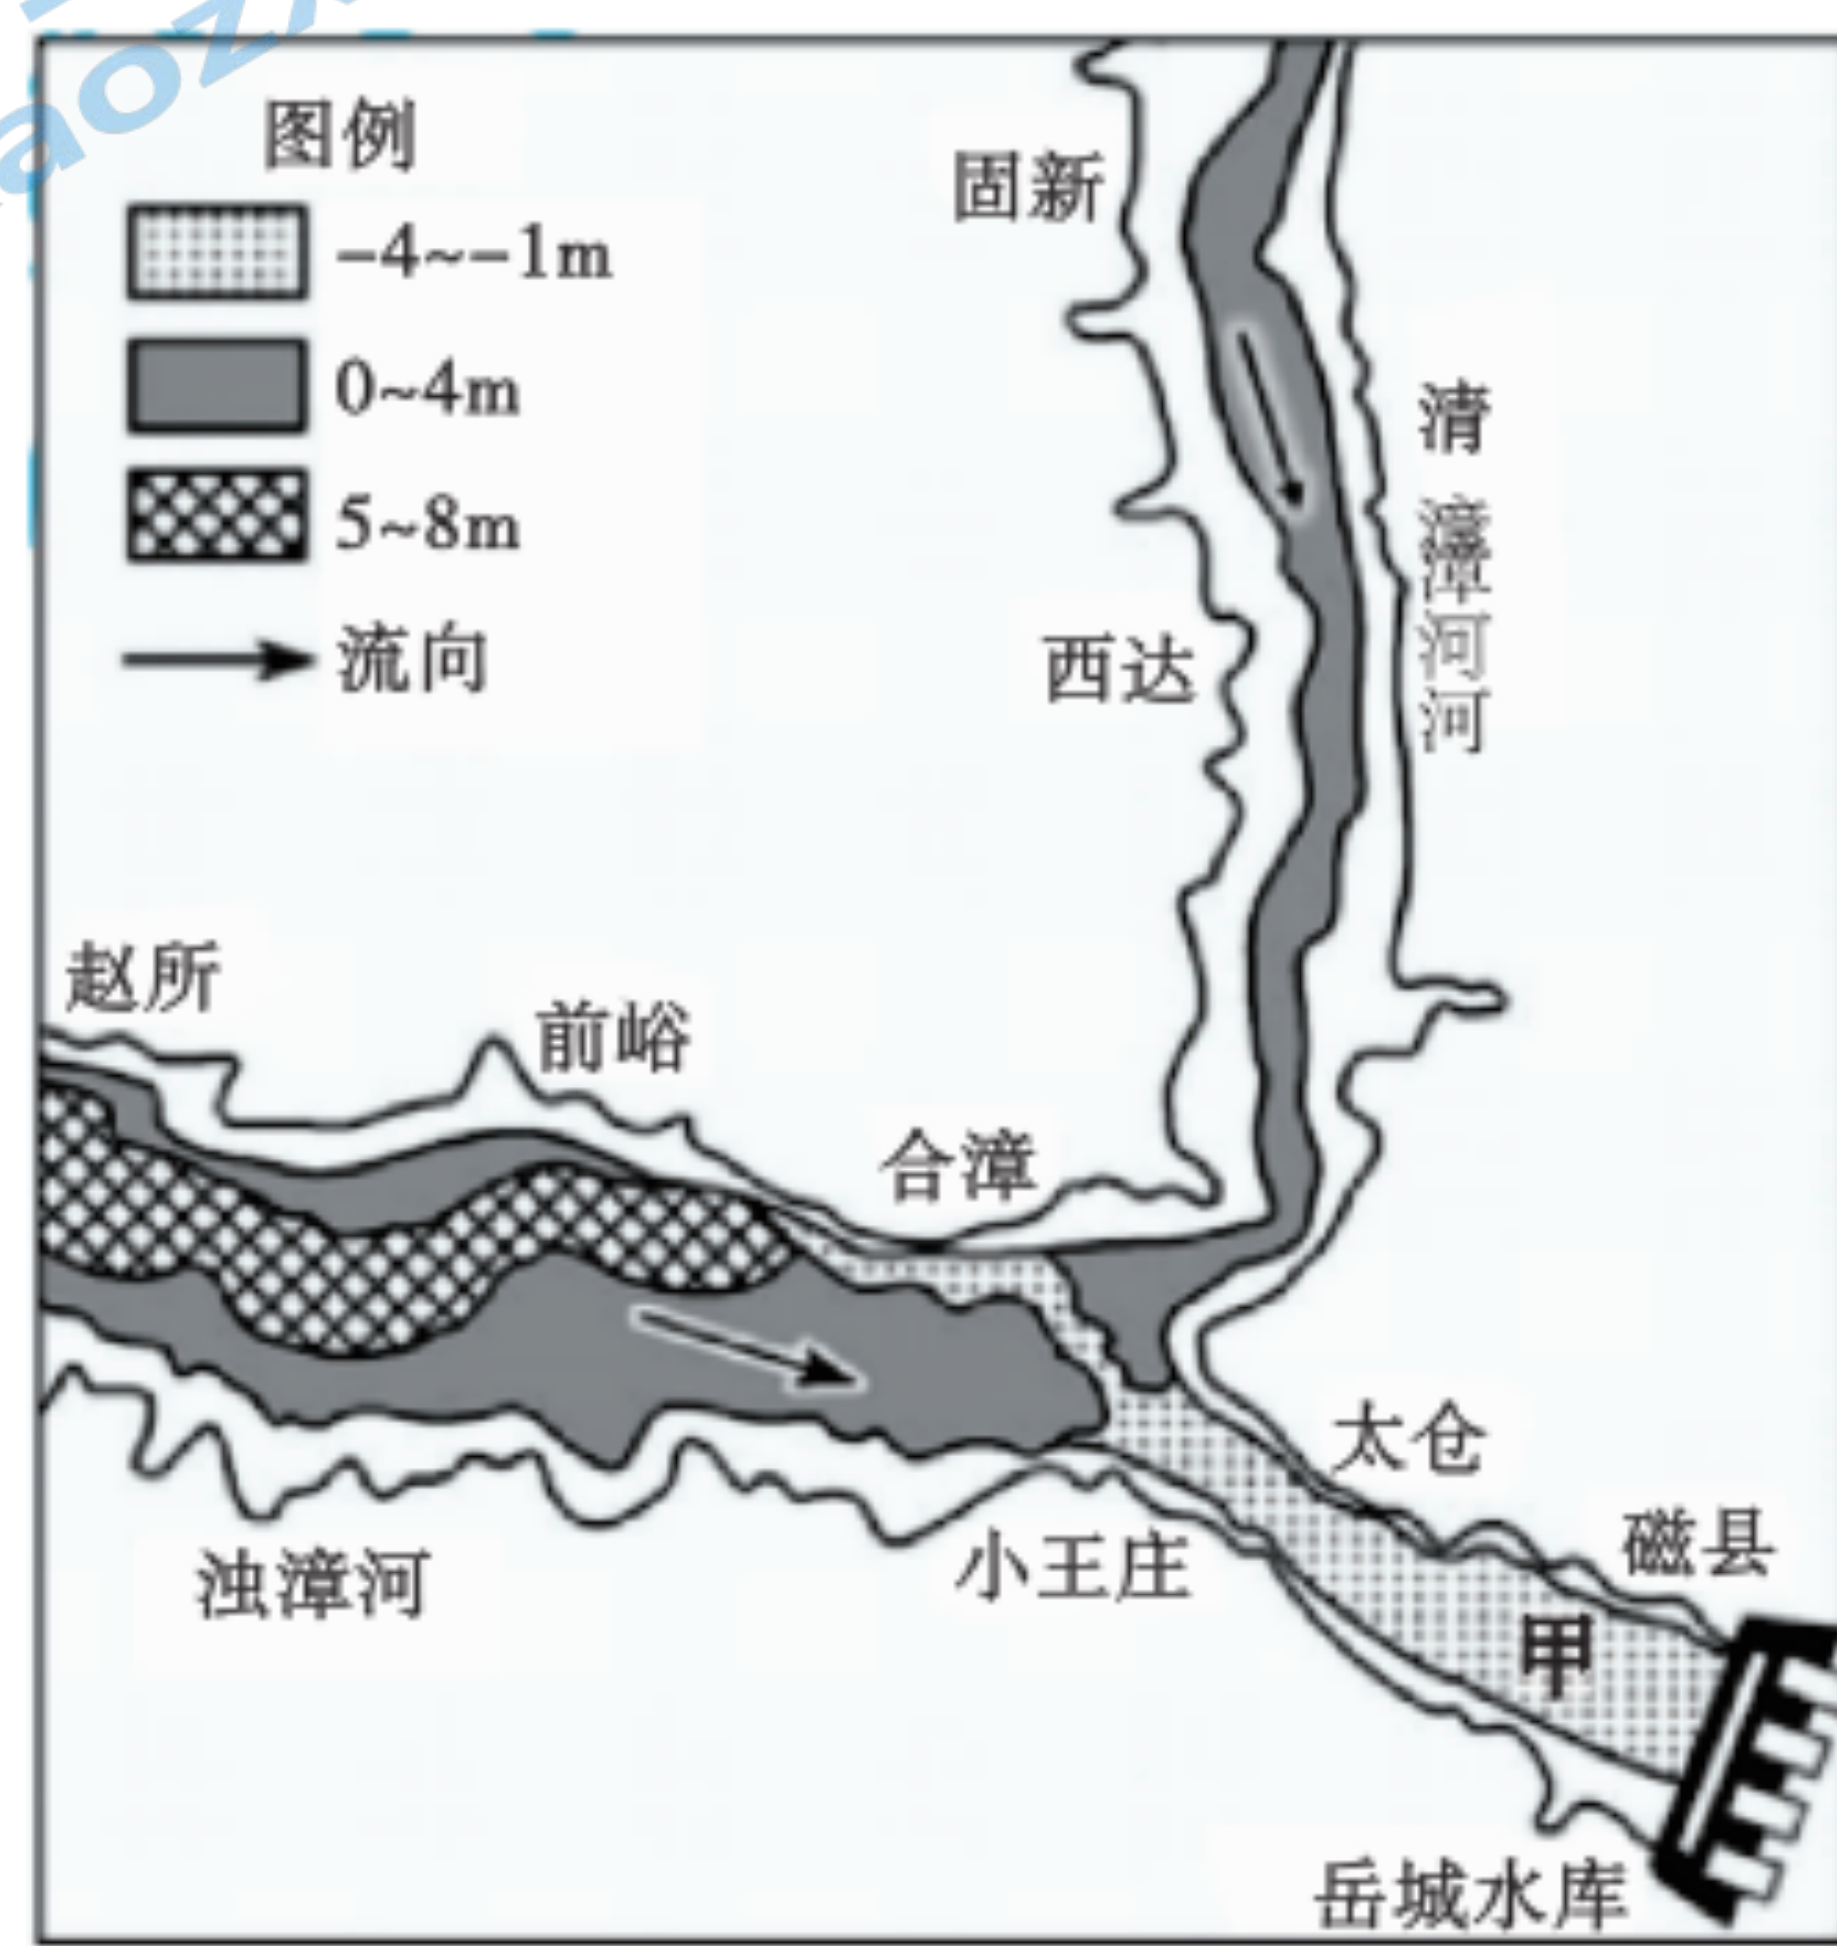 图例
-4~-1m
0~4m
5~8m
流向
固新
清漳河
河
西达
赵所
前峪
合漳
太仓
磁县
浊漳河
小王庄
甲
岳城水库